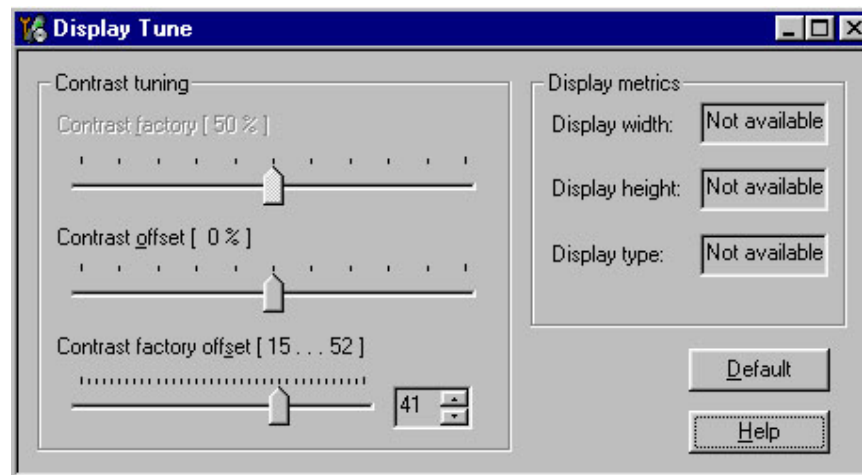 Display Tune
Contrast tuning
Contrast factory [ 50 % ]
Contrast offset [ 0 % ]
Contrast factory offset [ 15 . . . 52 ]
41
Display metrics
Display width: Not available
Display height: Not available
Display type: Not available
Default
Help